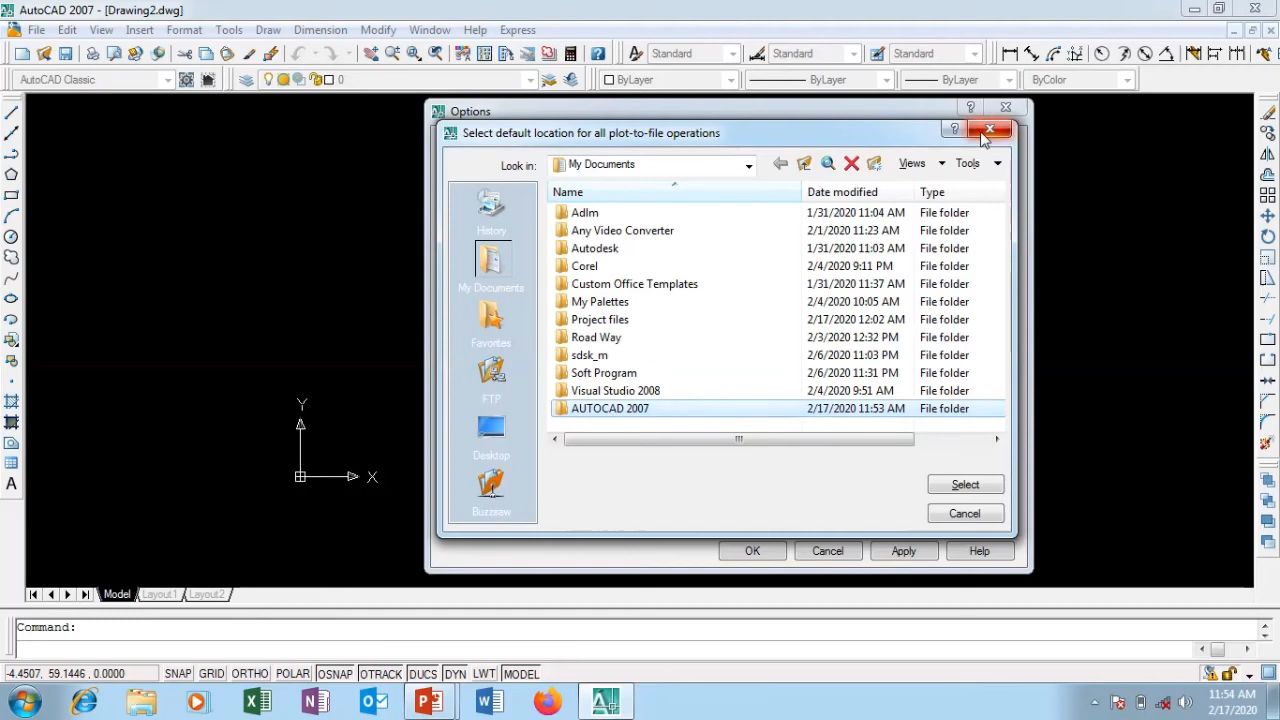 AutoCAD 2007 - [Drawing2.dwg]
File Edit View Insert Format Tools Draw Dimension Modify Window Help Express
Standard Standard Standard
AutoCAD Classic 0 ByLayer ByLayer ByLayer ByColor
Options
Select default location for all plot-to-file operations
Look in: My Documents Views Tools
Name Date modified Type
Adlm 1/31/2020 11:04 AM File folder
Any Video Converter 2/1/2020 11:23 AM File folder
Autodesk 1/31/2020 11:03 AM File folder
Corel 2/4/2020 9:11 PM File folder
Custom Office Templates 1/31/2020 11:37 AM File folder
My Palettes 2/4/2020 10:05 AM File folder
Project files 2/17/2020 12:02 AM File folder
Road Way 2/3/2020 12:32 PM File folder
sdsk_m 2/6/2020 11:03 PM File folder
Soft Program 2/6/2020 11:31 PM File folder
Visual Studio 2008 2/4/2020 9:51 AM File folder
AUTOCAD 2007 2/17/2020 11:53 AM File folder
History
My Documents
Favorites
FTP
Desktop
Buzzsaw
Select
Cancel
OK Cancel Apply Help
Y
X
A
Model Layout1 Layout2
Command:
-4.4507, 59.1446 , 0.0000 SNAP GRID ORTHO POLAR OSNAP OTRACK DUCS DYN LWT MODEL
11:54 AM
2/17/2020